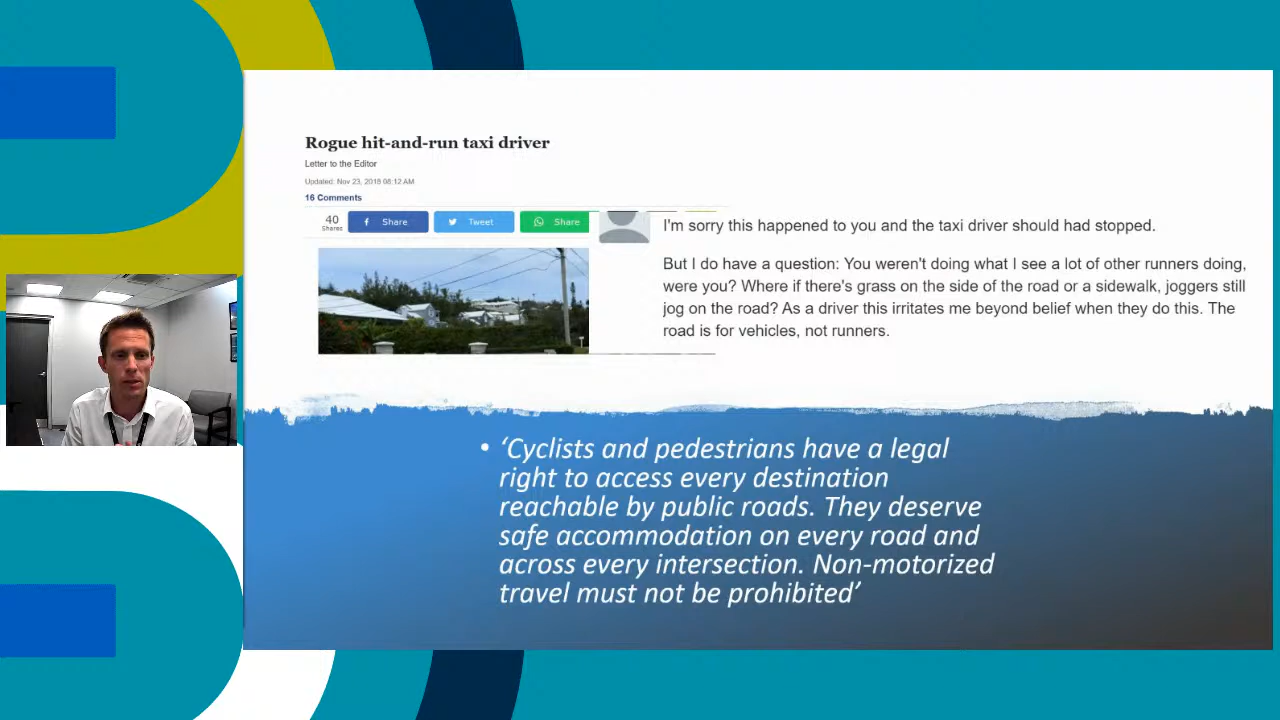 Rogue hit-and-run taxi driver
Letter to the Editor
Updated: Nov 23, 2018 08:12 AM
16 Comments
40
Shares
Share
Tweet
Share
I'm sorry this happened to you and the taxi driver should had stopped.
But I do have a question: You weren't doing what I see a lot of other runners doing,
were you? Where if there's grass on the side of the road or a sidewalk, joggers still
jog on the road? As a driver this irritates me beyond belief when they do this. The
road is for vehicles, not runners.
• ‘Cyclists and pedestrians have a legal
right to access every destination
reachable by public roads. They deserve
safe accommodation on every road and
across every intersection. Non-motorized
travel must not be prohibited’